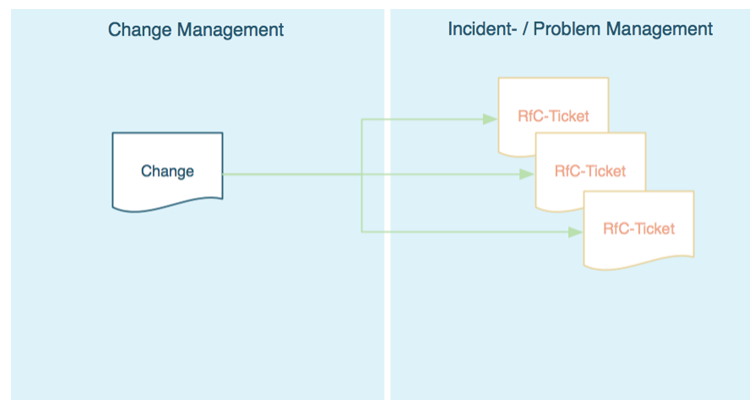 Change Management
Incident- / Problem Management
RfC-Ticket
Change
RfC-Ticket
RfC-Ticket